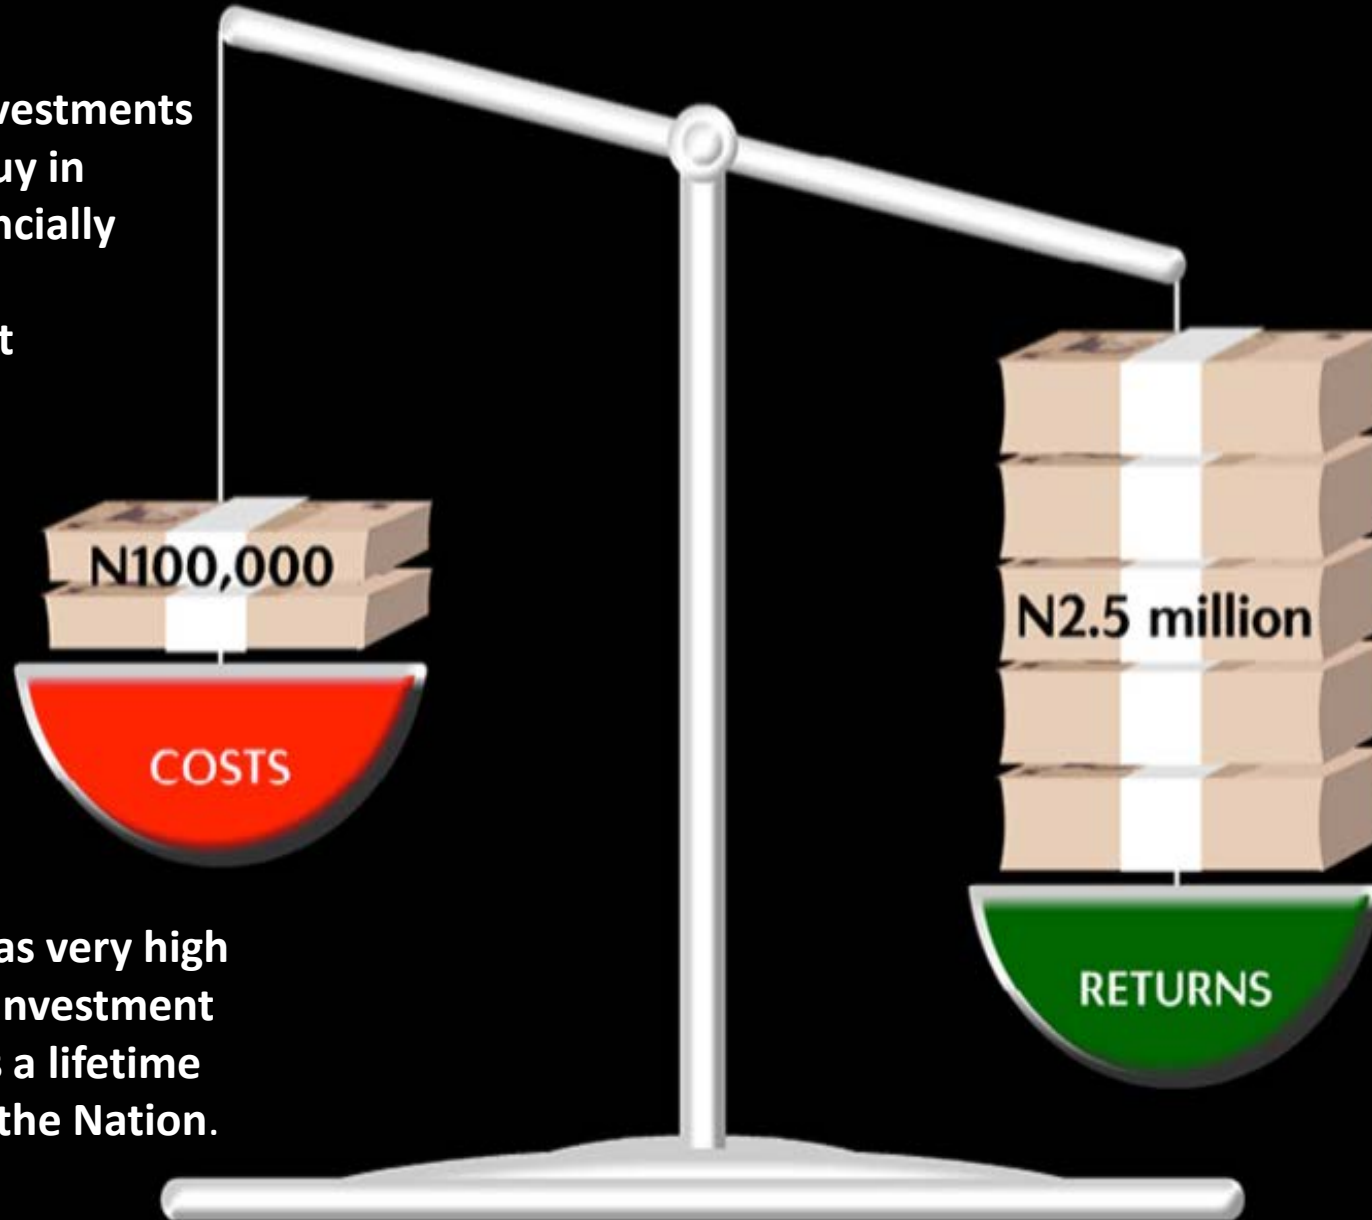 vestments
uy in
ncially
t
N100,000
N2.5 million
COSTS
as very high
RETURNS
nvestment
s a lifetime
the Nation.